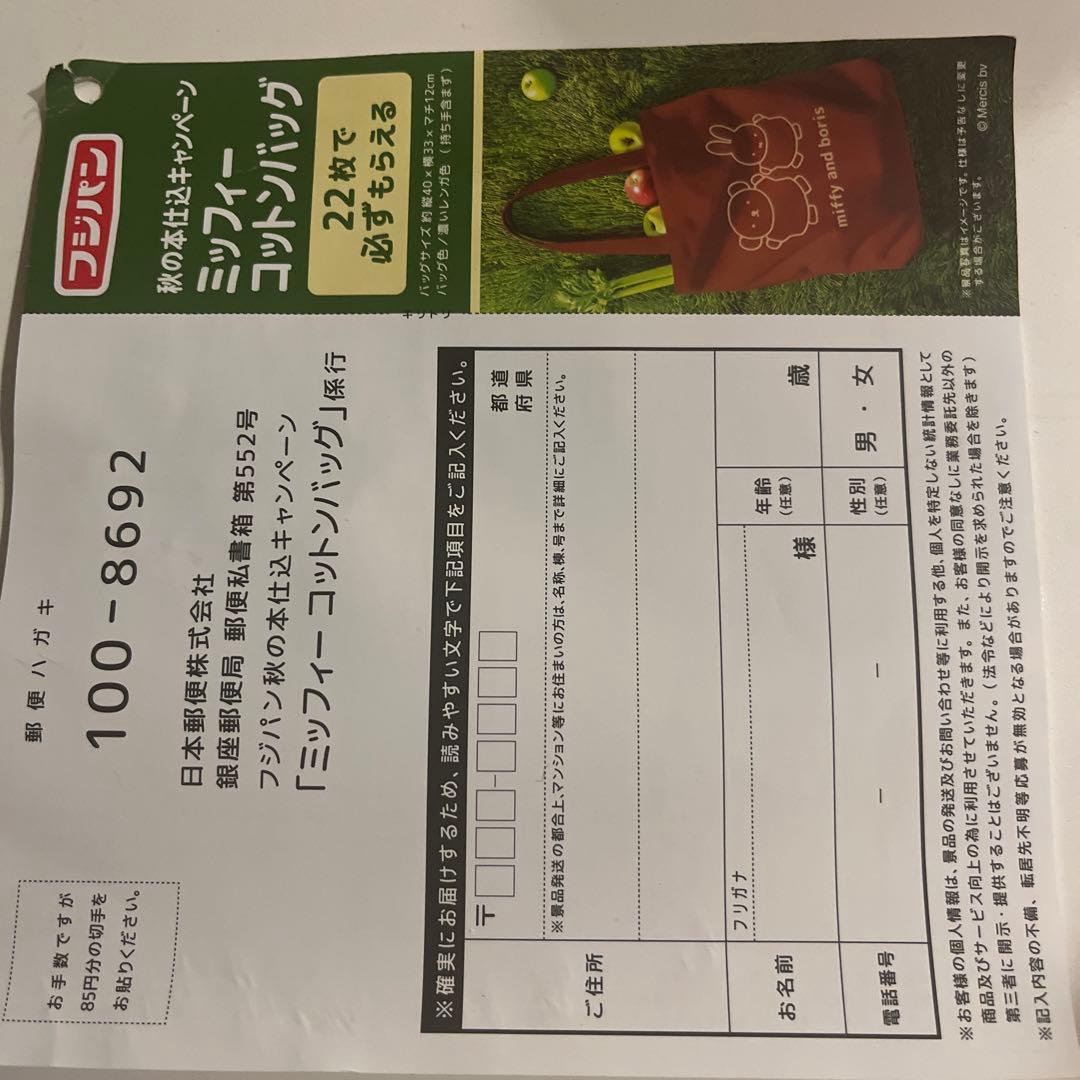 フジパン
秋の本仕込キャンペーン
ミッフィー
コットンバッグ
22枚で
必ずもらえる
バッグサイズ 約 縦40×横33×マチ12cm
バッグ色/濃いレンガ色(持ち手含まず)
miffy and boris
※景品写真はイメージです。仕様は予告なしに変更
する場合がございます。
© Mercis bv
キリトリ
郵便ハガキ
100-8692
日本郵便株式会社
銀座郵便局 郵便私書箱 第552号
フジパン秋の本仕込キャンペーン
「ミッフィー コットンバッグ」係行
お手数ですが
85円分の切手を
お貼りください。
※確実にお届けするため、読みやすい文字で下記項目をご記入ください。
ご住所
〒 -
都道
府県
※景品発送の都合上、マンション等にお住まいの方は、名称、棟、号まで詳細にご記入ください。
お名前
フリガナ
様
年齢
(任意)
歳
電話番号
- -
性別
(任意)
男・女
※お客様の個人情報は、景品の発送及びお問い合わせ等に利用する他、個人を特定しない統計情報として
商品及びサービス向上の為に利用させていただきます。また、お客様の同意なしに業務委託先以外の
第三者に開示・提供することはございません。(法令などにより開示を求められた場合を除きます)
※記入内容の不備、転居先不明等応募が無効となる場合がありますのでご注意ください。